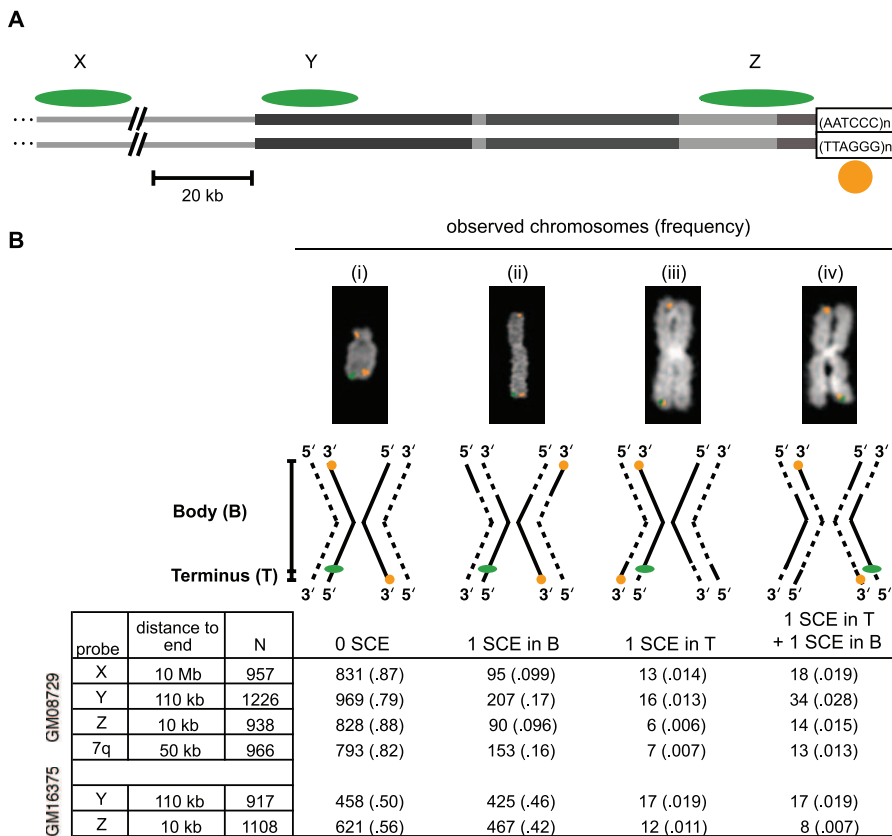 A
X Y Z
(AATCCC)n
(TTAGGG)n
20 kb
B
observed chromosomes (frequency)
(i) (ii) (iii) (iv)
5′ 3′ 5′ 3′ 5′ 3′ 5′ 3′ 5′ 3′ 5′ 3′ 5′ 3′ 5′ 3′
Body (B)
Terminus (T)
3′ 5′ 3′ 5′ 3′ 5′ 3′ 5′ 3′ 5′ 3′ 5′ 3′ 5′ 3′ 5′
probe distance to end N 0 SCE 1 SCE in B 1 SCE in T 1 SCE in T + 1 SCE in B
GM08729
X 10 Mb 957 831 (.87) 95 (.099) 13 (.014) 18 (.019)
Y 110 kb 1226 969 (.79) 207 (.17) 16 (.013) 34 (.028)
Z 10 kb 938 828 (.88) 90 (.096) 6 (.006) 14 (.015)
7q 50 kb 966 793 (.82) 153 (.16) 7 (.007) 13 (.013)
GM16375
Y 110 kb 917 458 (.50) 425 (.46) 17 (.019) 17 (.019)
Z 10 kb 1108 621 (.56) 467 (.42) 12 (.011) 8 (.007)